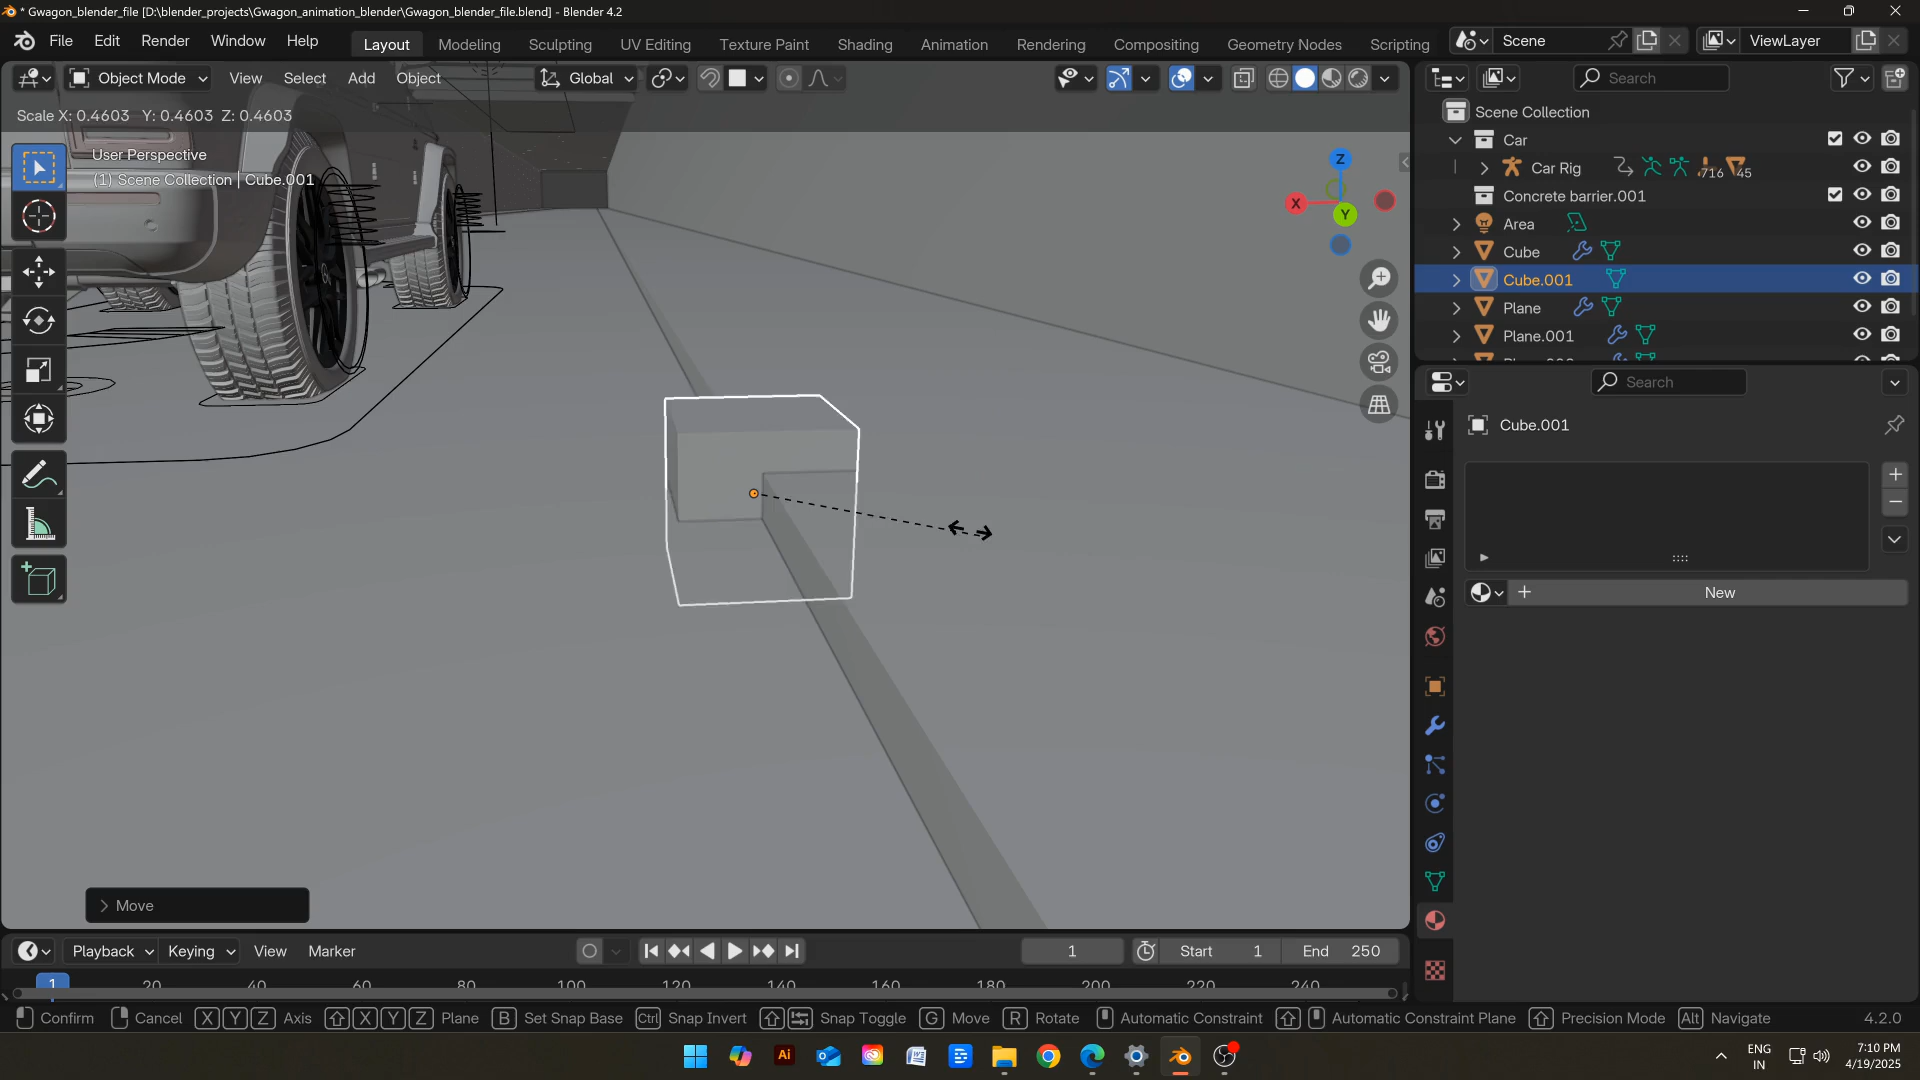 * Gwagon_blender_file [D:\blender_projects\Gwagon_animation_blender\Gwagon_blender_file.blend] - Blender 4.2
File Edit Render Window Help
Layout Modeling Sculpting UV Editing Texture Paint Shading Animation Rendering Compositing Geometry Nodes Scripting
Scene
ViewLayer
Object Mode View Select Add Object
Global
Search
Scale X: 0.4603 Y: 0.4603 Z: 0.4603
User Perspective
(1) Scene Collection | Cube.001
Z
X
Y
Scene Collection
Car
Car Rig
716
45
Concrete barrier.001
Area
Cube
Cube.001
Plane
Plane.001
Search
Cube.001
New
Move
Playback Keying View Marker
1
Start 1
End 250
1 20 40 60 80 100 120 140 160 180 200 220 240
Confirm Cancel X Y Z Axis X Y Z Plane B Set Snap Base Ctrl Snap Invert Snap Toggle G Move R Rotate Automatic Constraint Automatic Constraint Plane Precision Mode Alt Navigate 4.2.0
Ai
ENG
IN
7:10 PM
4/19/2025